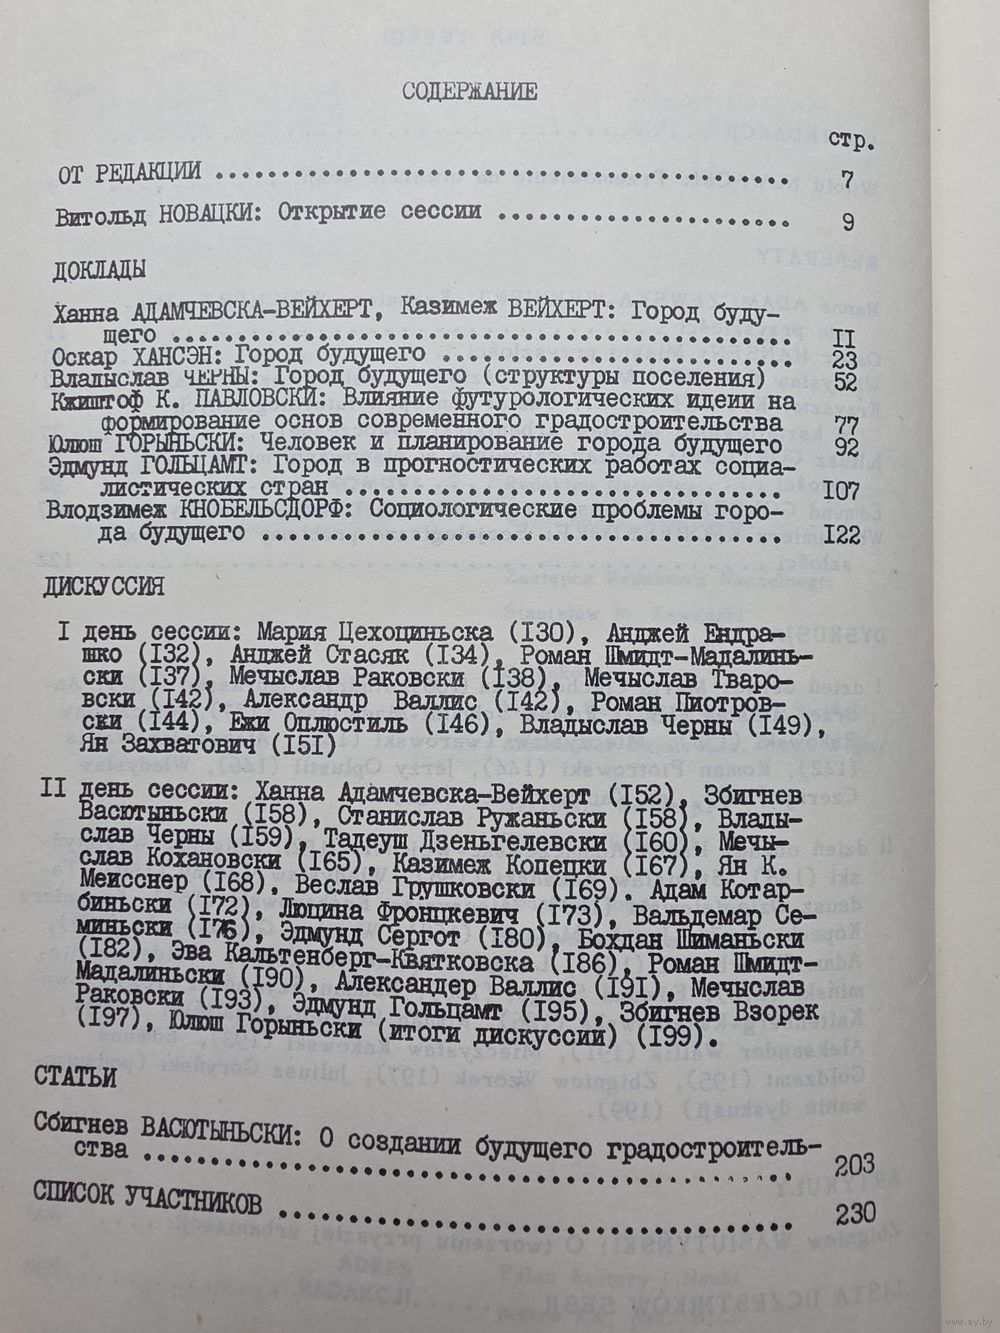 СОДЕРЖАНИЕ
стр.
ОТ РЕДАКЦИИ ........................................ 7
Витольд НОВАЦКИ: Открытие сессии ...................... 9
ДОКЛАДЫ
Ханна АДАМЧЕВСКА-ВЕЙХЕРТ, Казимеж ВЕЙХЕРТ: Город буду-
щего ................................................ II
Оскар ХАНСЭН: Город будущего ........................... 23
Владыслав ЧЕРНЫ: Город будущего (структуры поселения) 52
Кжиштоф К. ПАВЛОВСКИ: Влияние футурологических идеии на
формирование основ современного градостроительства 77
Юлюш ГОРЫНЬСКИ: Человек и планирование города будущего 92
Эдмунд ГОЛЬЦАМТ: Город в прогностических работах социа-
листических стран .................................. I07
Влодзимеж КНОБЕЛЬСДОРФ: Социологические проблемы горо-
да будущего ........................................ I22
ДИСКУССИЯ
I день сессии: Мария Цехоциньска (I30), Анджей Ендра-
шко (I32), Анджей Стасяк (I34), Роман Шмидт-Мадалинь-
ски (I37), Мечыслав Раковски (I38), Мечыслав Тваро-
вски (I42), Александр Валлис (I42), Роман Пиотров-
ски (I44), Ежи Оплюстиль (I46), Владыслав Черны (I49),
Ян Захватович (I5I)
II день сессии: Ханна Адамчевска-Вейхерт (I52), Збигнев
Васютыньски (I58), Станислав Ружаньски (I58), Влады-
слав Черны (I59), Тадеуш Дзеньгелевски (I60), Мечы-
слав Кохановски (I65), Казимеж Копецки (I67), Ян К.
Меисснер (I68), Веслав Грушковски (I69). Адам Котар-
биньски (I72), Люцина Фронцкевич (I73), Вальдемар Се-
миньски (I76), Эдмунд Сергот (I80), Бохдан Шиманьски
(I82), Эва Кальтенберг-Квятковска (I86), Роман Шмидт-
Мадалиньски (I90), Александер Валлис (I9I), Мечыслав
Раковски (I93), Эдмунд Гольцамт (I95), Збигнев Взорек
(I97), Юлюш Горыньски (итоги дискуссии) (I99).
СТАТЬИ
Сбигнев ВАСЮТЫНЬСКИ: О создании будущего градостроитель-
ства .................................................. 203
СПИСОК УЧАСТНИКОВ ..................................... 230
www.ay.by